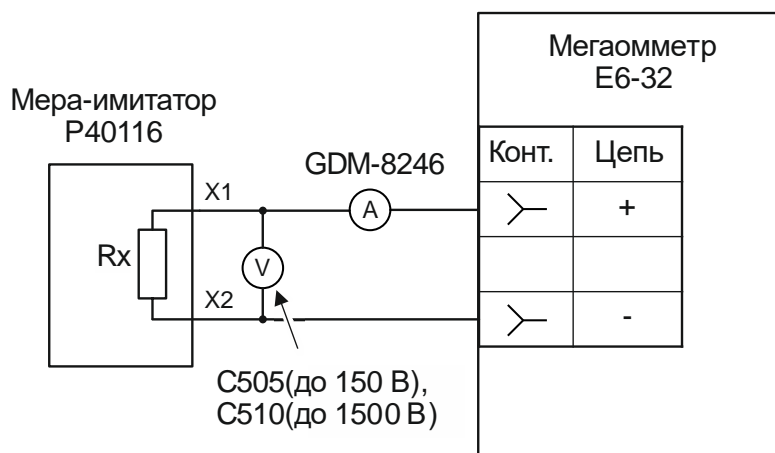 Мегаомметр
Е6-32
Мера-имитатор
Р40116
GDM-8246
Конт.
Цепь
X1
A
+
Rx
V
X2
-
С505(до 150 В),
С510(до 1500 В)